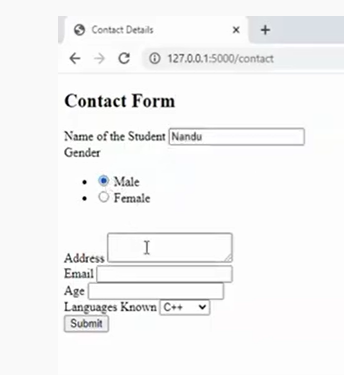 Contact Details
127.0.0.1:5000/contact
Contact Form
Name of the Student Nandu
Gender
Male
Female
Address
Email
Age
Languages Known C++
Submit